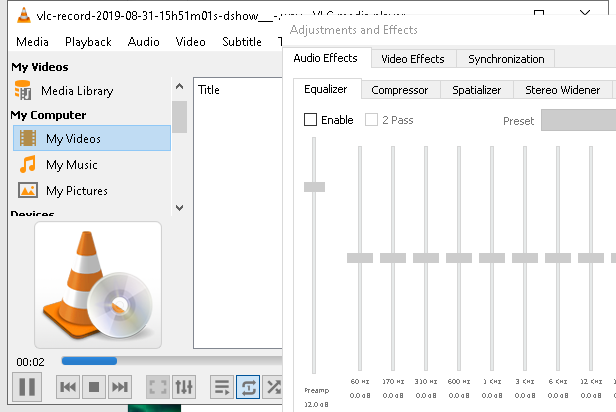 vlc-record-2019-08-31-15h51m01s-dshow__-.wav - VLC media player
Adjustments and Effects
Media Playback Audio Video Subtitle T
Audio Effects Video Effects Synchronization
My Videos
Media Library
My Computer
My Videos
My Music
My Pictures
Devices
Title
Equalizer Compressor Spatializer Stereo Widener
Enable 2 Pass Preset
60 Hz 170 Hz 310 Hz 600 Hz 1 KHz 3 KHz 6 KHz 12 KHz
Preamp 0.0 dB 0.0 dB 0.0 dB 0.0 dB 0.0 dB 0.0 dB 0.0 dB 0.0 dB
12.0 dB
00:02